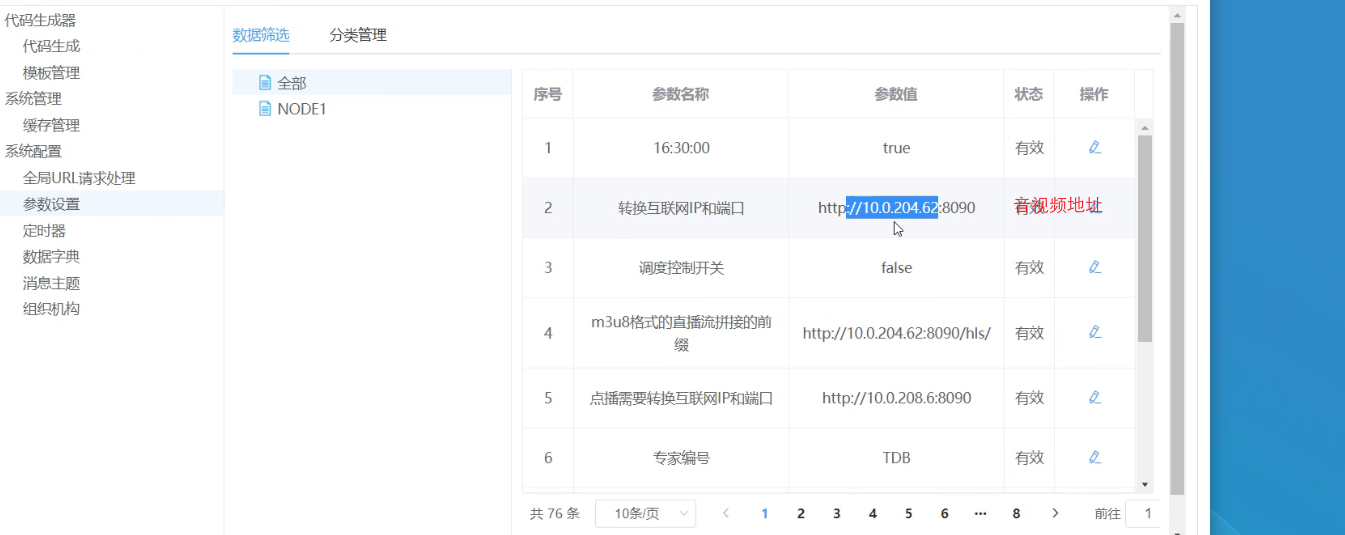 代码生成器
代码生成
模板管理
系统管理
缓存管理
系统配置
全局URL请求处理
参数设置
定时器
数据字典
消息主题
组织机构
数据筛选 分类管理
全部
NODE1
序号 参数名称 参数值 状态 操作
1 16:30:00 true 有效
2 转换互联网IP和端口 http://10.0.204.62:8090 有效 音视频地址
3 调度控制开关 false 有效
4 m3u8格式的直播流拼接的前
缀 http://10.0.204.62:8090/hls/ 有效
5 点播需要转换互联网IP和端口 http://10.0.208.6:8090 有效
6 专家编号 TDB 有效
共 76 条 10条/页 1 2 3 4 5 6 ··· 8 前往 1